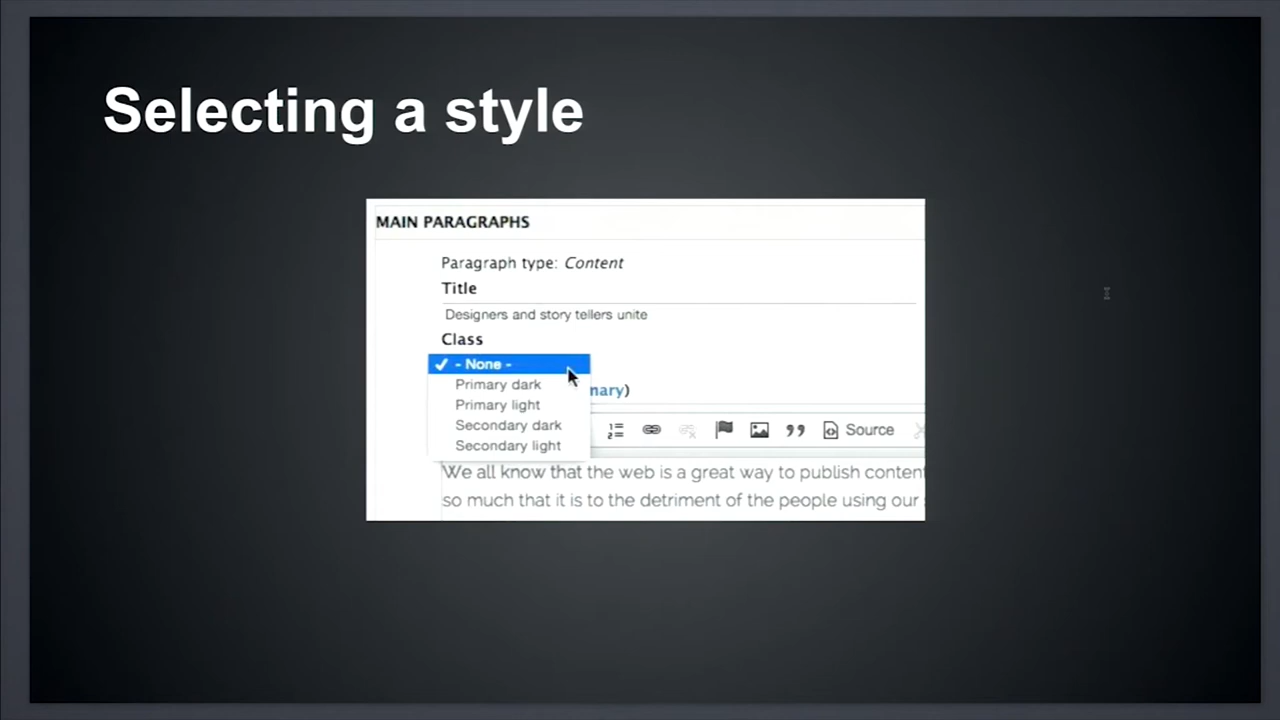 Selecting a style
MAIN PARAGRAPHS
Paragraph type: Content
Title
Designers and story tellers unite
Class
- None -
Primary dark
nary)
Primary light
Secondary dark
Source
Secondary light
We all know that the web is a great way to publish content
so much that it is to the detriment of the people using our